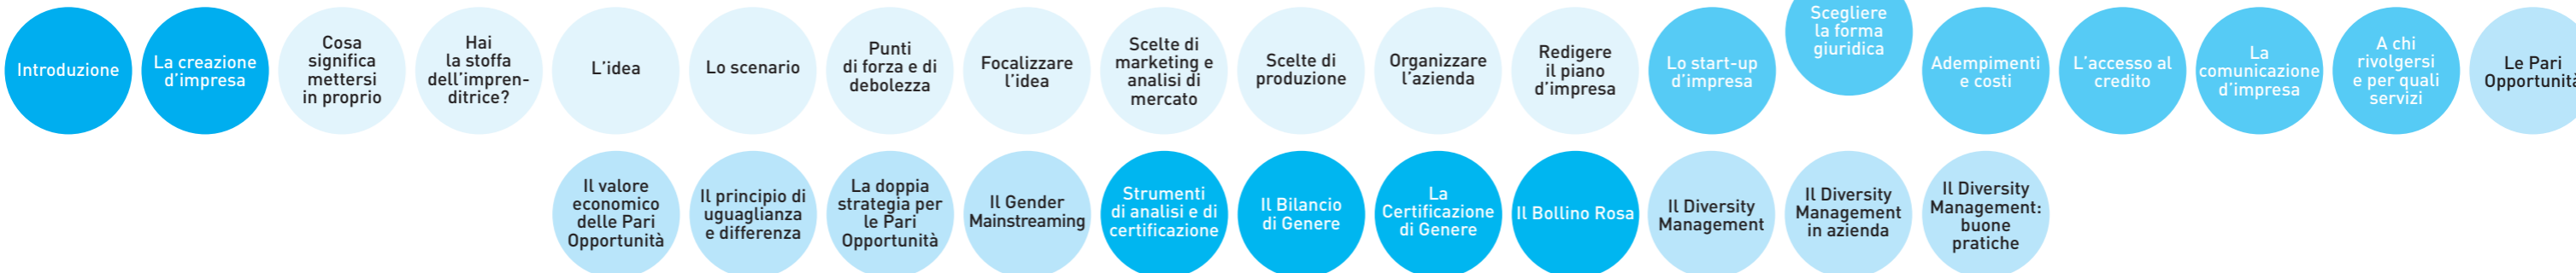 Introduzione
La creazione
d'impresa
Cosa
significa
mettersi
in proprio
Hai
la stoffa
dell'impren-
ditrice?
L'idea
Lo scenario
Punti
di forza e di
debolezza
Focalizzare
l'idea
Scelte di
marketing e
analisi di
mercato
Scelte di
produzione
Organizzare
l'azienda
Redigere
il piano
d'impresa
Lo start-up
d'impresa
Scegliere
la forma
giuridica
Adempimenti
e costi
L'accesso al
credito
La
comunicazione
d'impresa
A chi
rivolgersi
e per quali
servizi
Le Pari
Opportunità
Il valore
economico
delle Pari
Opportunità
Il principio di
uguaglianza
e differenza
La doppia
strategia per
le Pari
Opportunità
Il Gender
Mainstreaming
Strumenti
di analisi e di
certificazione
Il Bilancio
di Genere
La
Certificazione
di Genere
Il Bollino Rosa
Il Diversity
Management
Il Diversity
Management
in azienda
Il Diversity
Management:
buone
pratiche